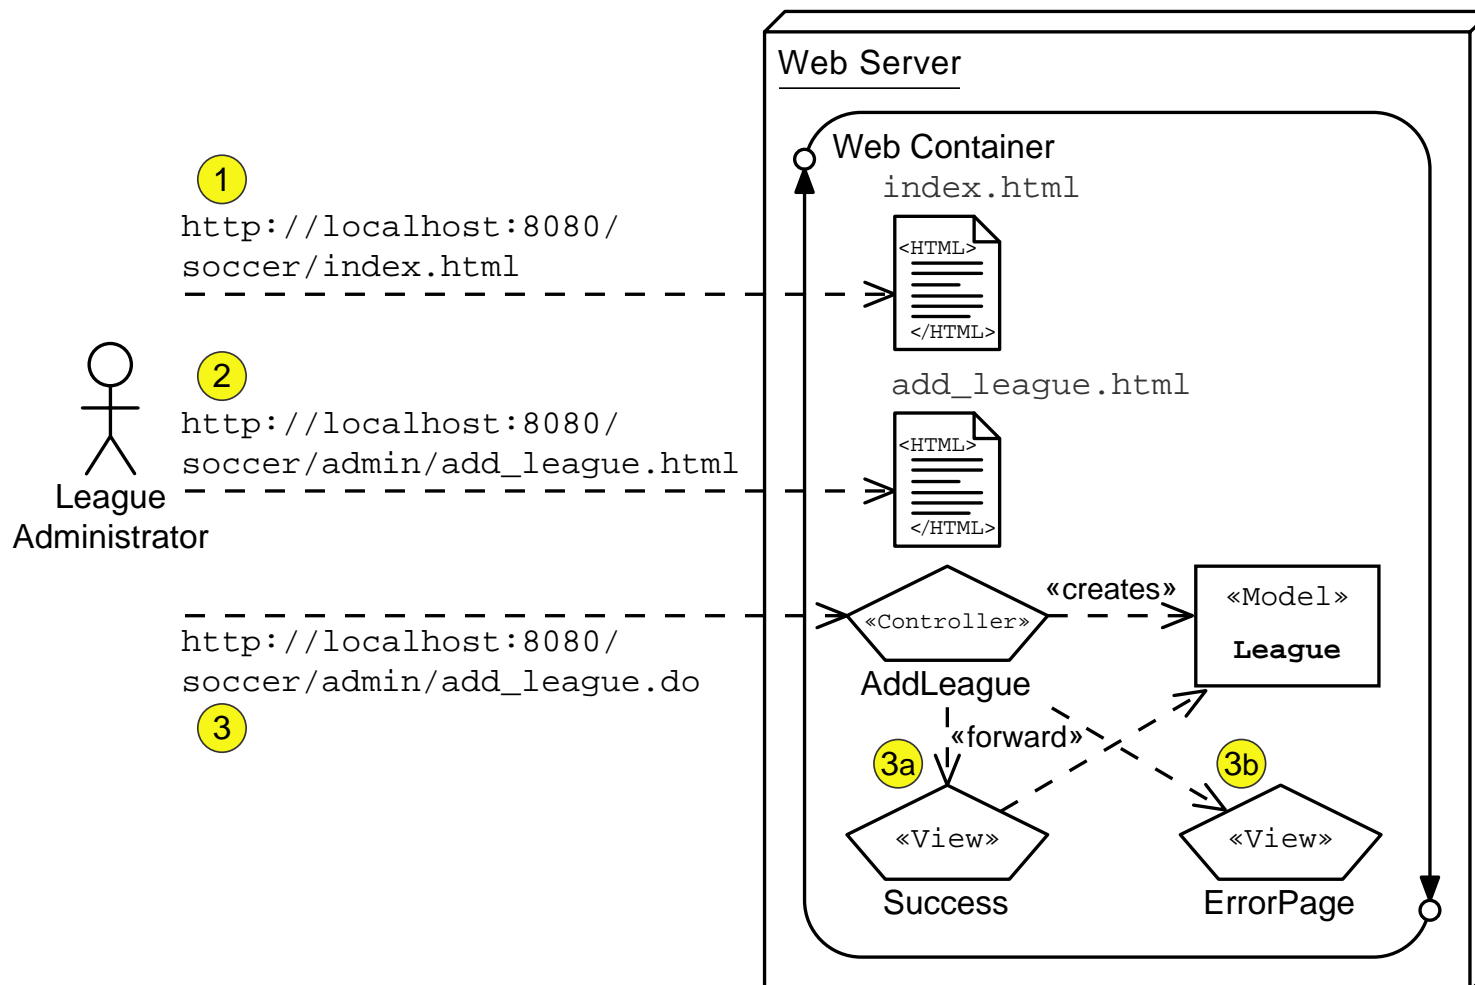 Web Server
Web Container
index.html
1
http://localhost:8080/
soccer/index.html
<HTML>
</HTML>
2
add_league.html
http://localhost:8080/
soccer/admin/add_league.html
<HTML>
</HTML>
League
Administrator
«creates»
«Controller»
«Model»
League
http://localhost:8080/
soccer/admin/add_league.do
AddLeague
3
«forward»
3a
3b
«View»
«View»
Success
ErrorPage